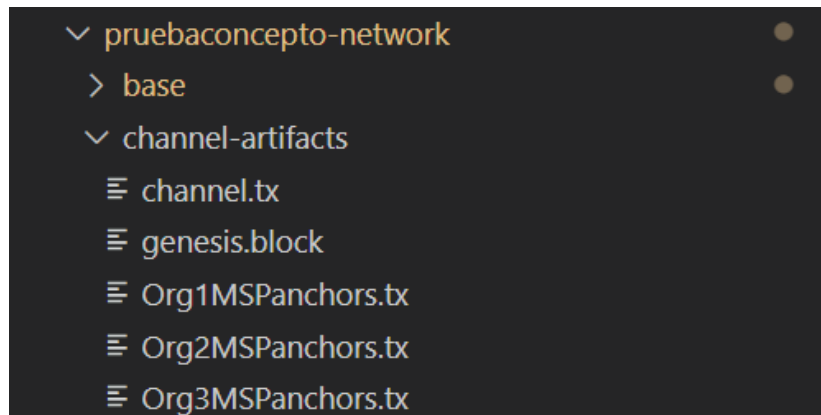 pruebaconcepto-network
base
channel-artifacts
channel.tx
genesis.block
Org1MSPanchors.tx
Org2MSPanchors.tx
Org3MSPanchors.tx